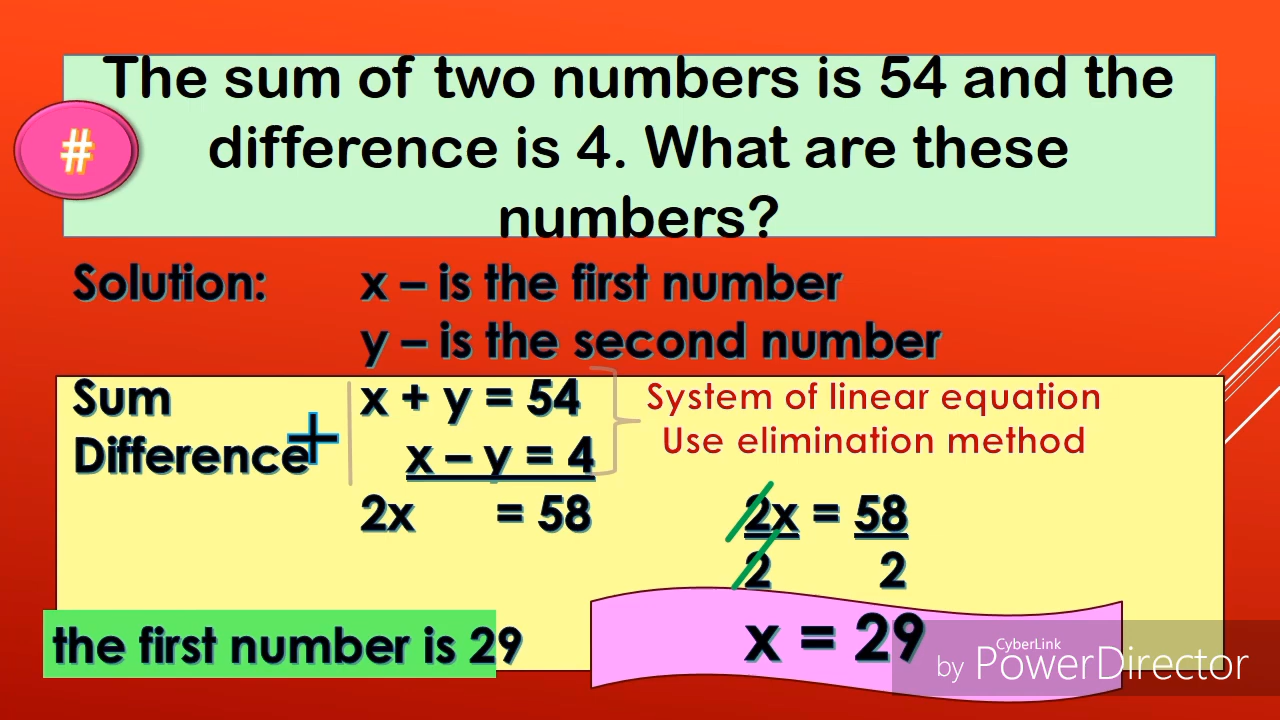 The sum of two numbers is 54 and the
difference is 4. What are these
numbers?
#
Solution: x – is the first number
y – is the second number
Sum x + y = 54
Difference + x – y = 4
System of linear equation
Use elimination method
2x = 58
2x = 58
2 2
x = 29
the first number is 29
by CyberLink PowerDirector